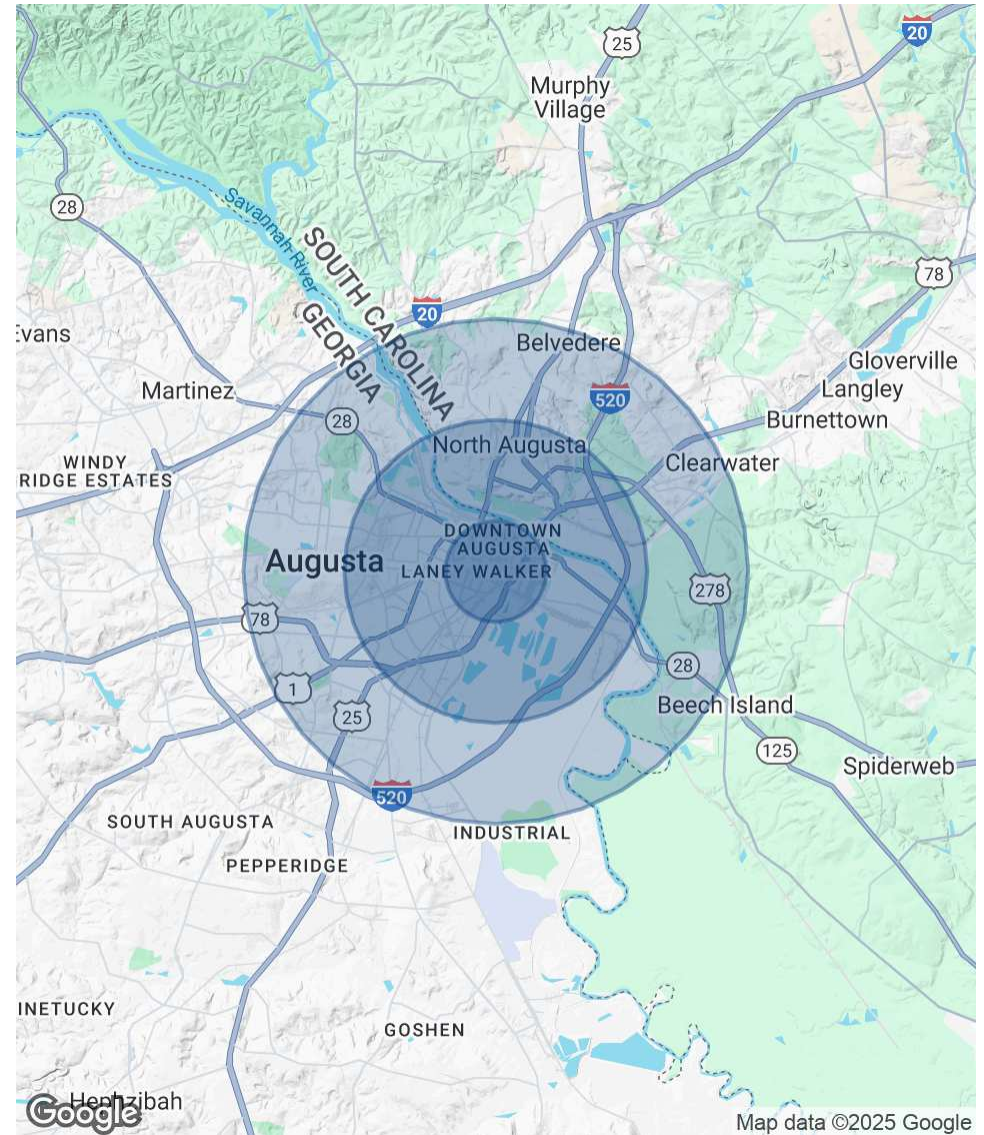 20
25
Murphy
Village
28
Savannah River
SOUTH CAROLINA
GEORGIA
78
20
Evans
Belvedere
Gloverville
Martinez
Langley
520
28
Burnettown
North Augusta
WINDY
RIDGE ESTATES
Clearwater
DOWNTOWN
AUGUSTA
Augusta
LANEY WALKER
278
78
28
1
25
Beech Island
125
Spiderweb
520
SOUTH AUGUSTA
INDUSTRIAL
PEPPERIDGE
INETUCKY
GOSHEN
Hephzibah
Google
Map data ©2025 Google